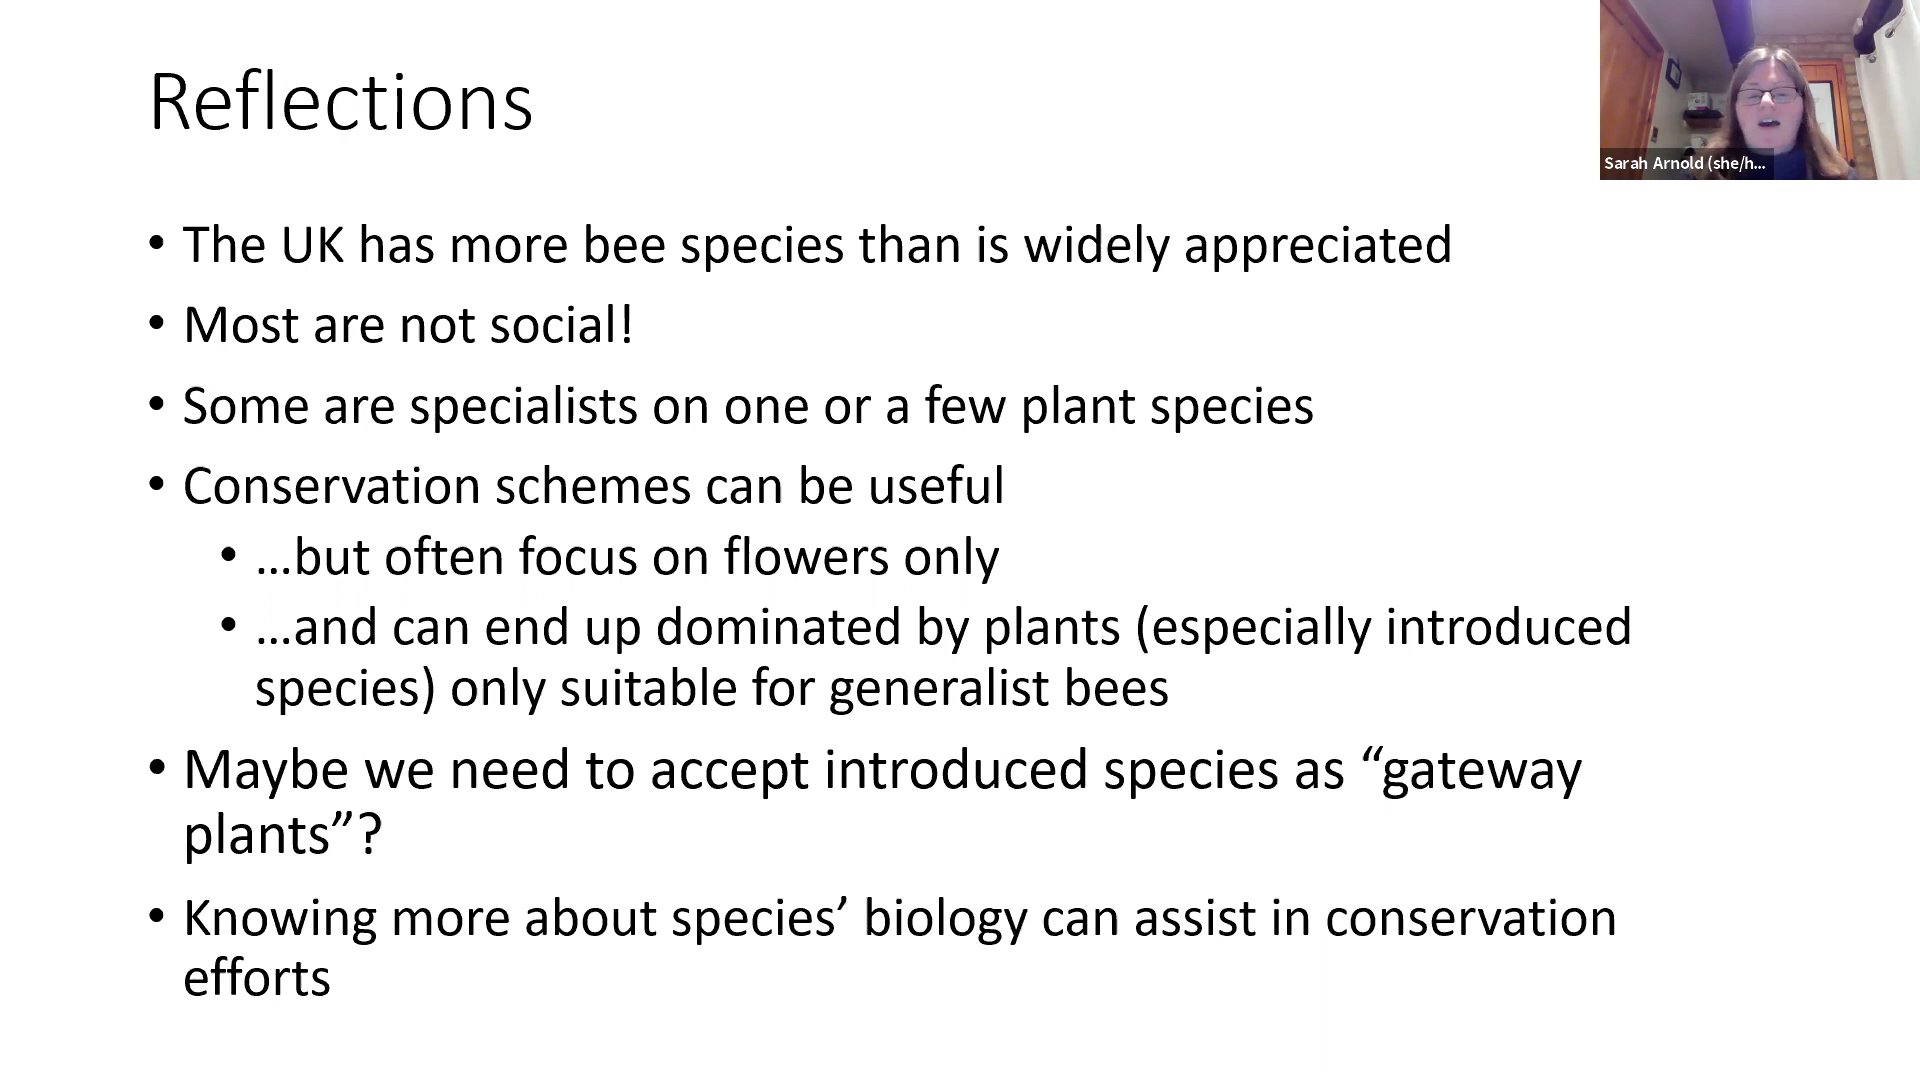 Reflections
Sarah Arnold (she/h...
• The UK has more bee species than is widely appreciated
• Most are not social!
• Some are specialists on one or a few plant species
• Conservation schemes can be useful
• …but often focus on flowers only
• …and can end up dominated by plants (especially introduced
species) only suitable for generalist bees
• Maybe we need to accept introduced species as “gateway
plants”?
• Knowing more about species’ biology can assist in conservation
efforts